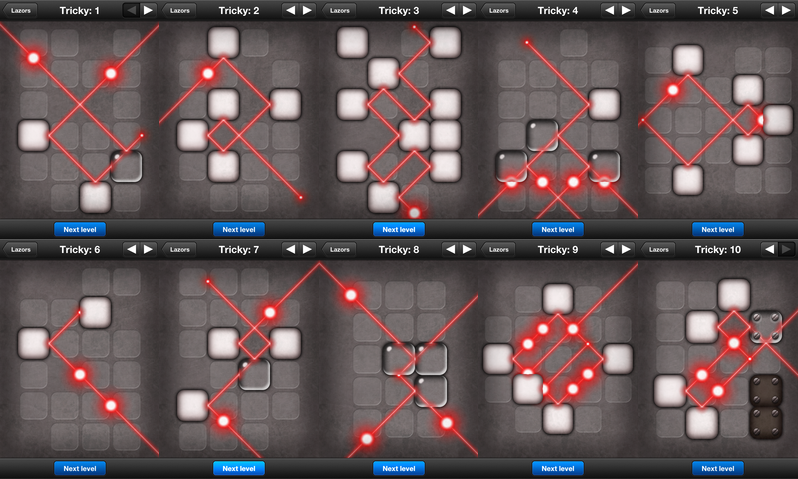 Lazors Tricky: 1
Lazors Tricky: 2
Lazors Tricky: 3
Lazors Tricky: 4
Lazors Tricky: 5
Next level
Next level
Next level
Next level
Next level
Lazors Tricky: 6
Lazors Tricky: 7
Lazors Tricky: 8
Lazors Tricky: 9
Lazors Tricky: 10
Next level
Next level
Next level
Next level
Next level